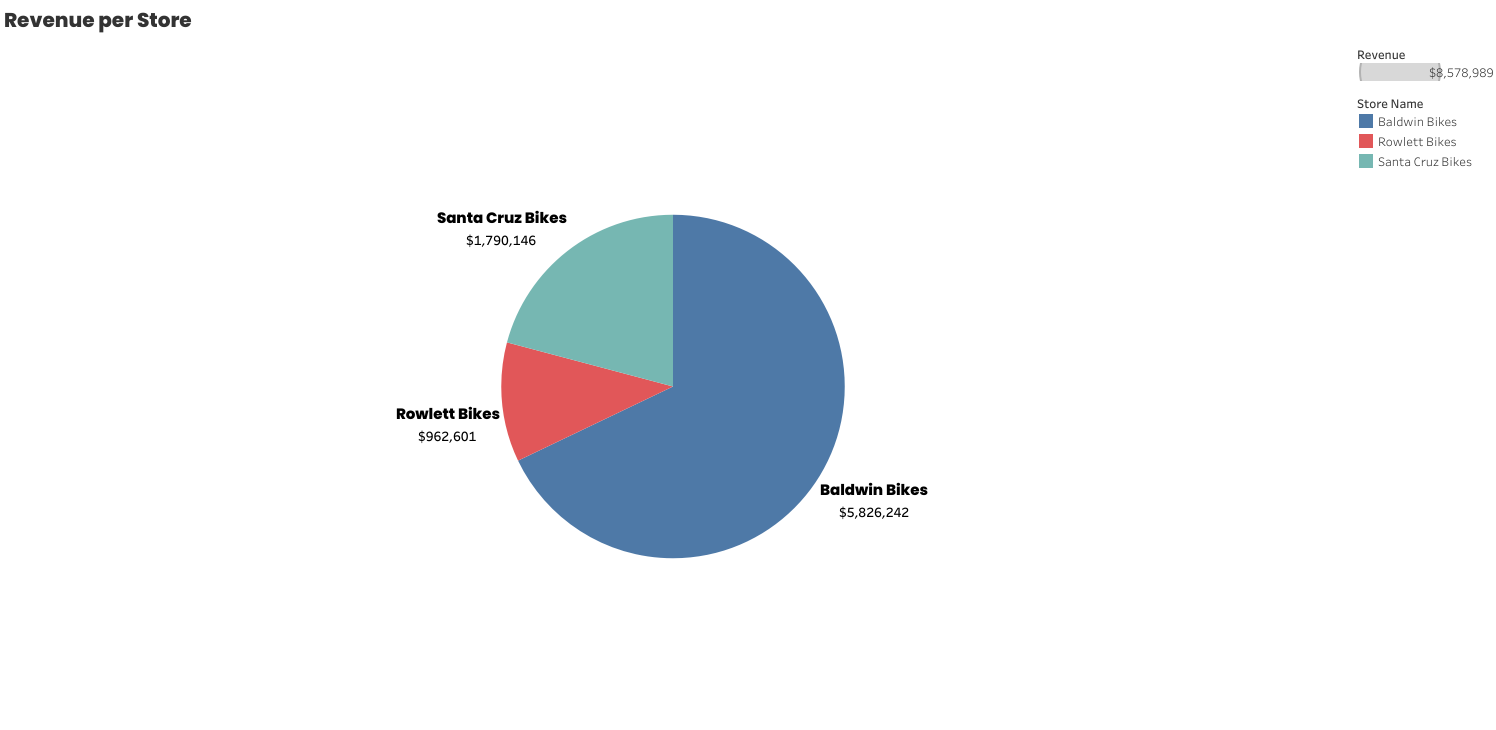 Revenue per Store
Revenue
$8,578,989
Store Name
Baldwin Bikes
Rowlett Bikes
Santa Cruz Bikes
Santa Cruz Bikes
$1,790,146
Rowlett Bikes
$962,601
Baldwin Bikes
$5,826,242